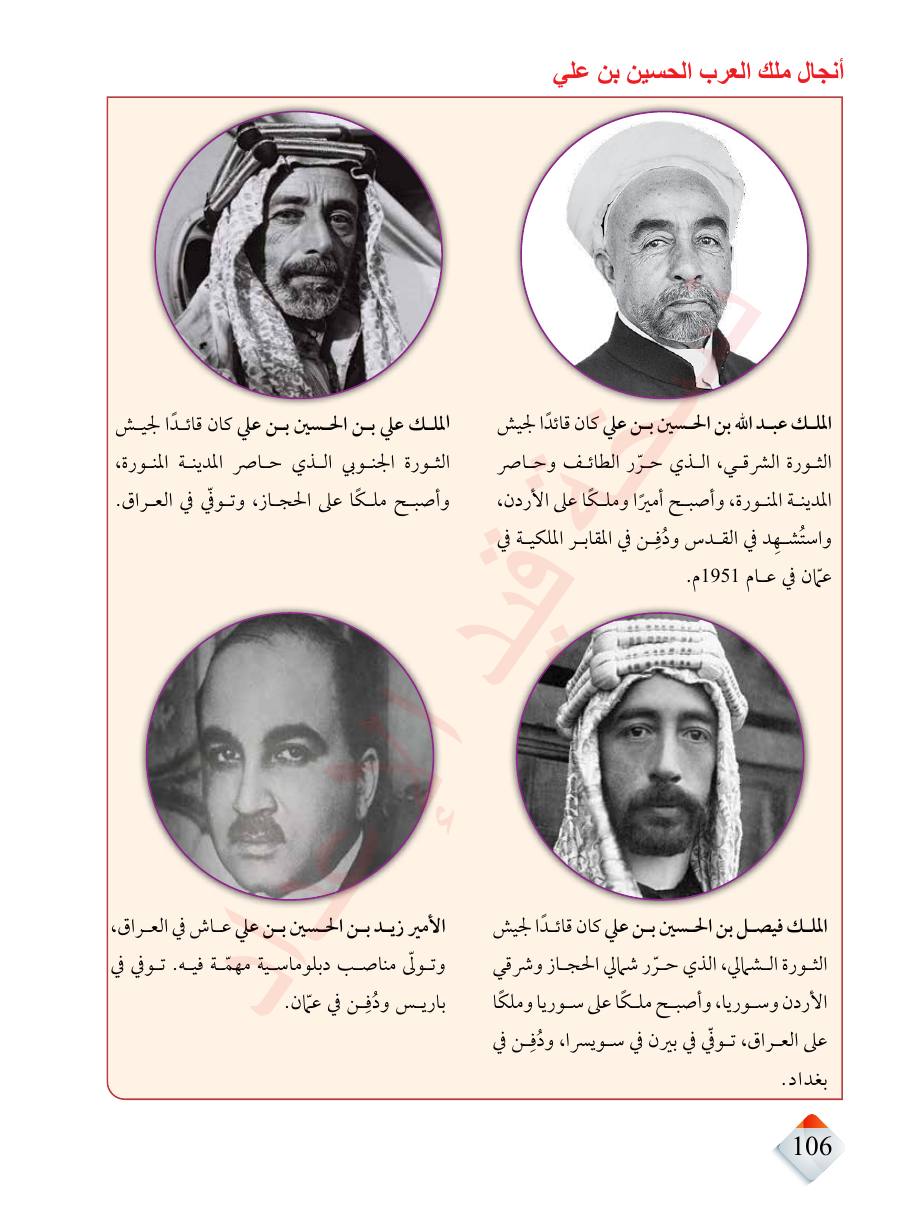 أنجال ملك العرب الحسين بن علي
الملك عبد الله بن الحسين بن علي كان قائدًا لجيش
الثورة الشرقي، الذي حرّر الطائف وحاصر
المدينة المنورة، وأصبح أميرًا وملكًا على الأردن،
واستُشهِد في القدس ودُفِن في المقابر الملكية في
عمّان في عام 1951م.
الملك علي بن الحسين بن علي كان قائدًا لجيش
الثورة الجنوبي الذي حاصر المدينة المنورة،
وأصبح ملكًا على الحجاز، وتوفّي في العراق.
الملك فيصل بن الحسين بن علي كان قائدًا لجيش
الثورة الشمالي، الذي حرّر شمالي الحجاز وشرقي
الأردن وسوريا، وأصبح ملكًا على سوريا وملكًا
على العراق، توفّي في بيرن في سويسرا، ودُفِن في
بغداد.
الأمير زيد بن الحسين بن علي عاش في العراق،
وتولّى مناصب دبلوماسية مهمّة فيه. توفي في
باريس ودُفِن في عمّان.
106